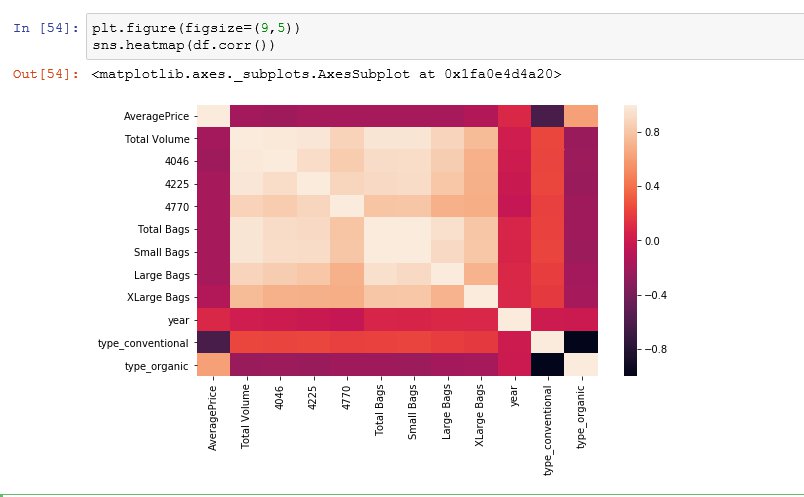 In [54]: plt.figure(figsize=(9,5))
sns.heatmap(df.corr())
Out[54]: <matplotlib.axes._subplots.AxesSubplot at 0x1fa0e4d4a20>
AveragePrice
Total Volume
4046
4225
4770
Total Bags
Small Bags
Large Bags
XLarge Bags
year
type_conventional
type_organic
AveragePrice
Total Volume
4046
4225
4770
Total Bags
Small Bags
Large Bags
XLarge Bags
year
type_conventional
type_organic
0.8
0.4
0.0
−0.4
−0.8